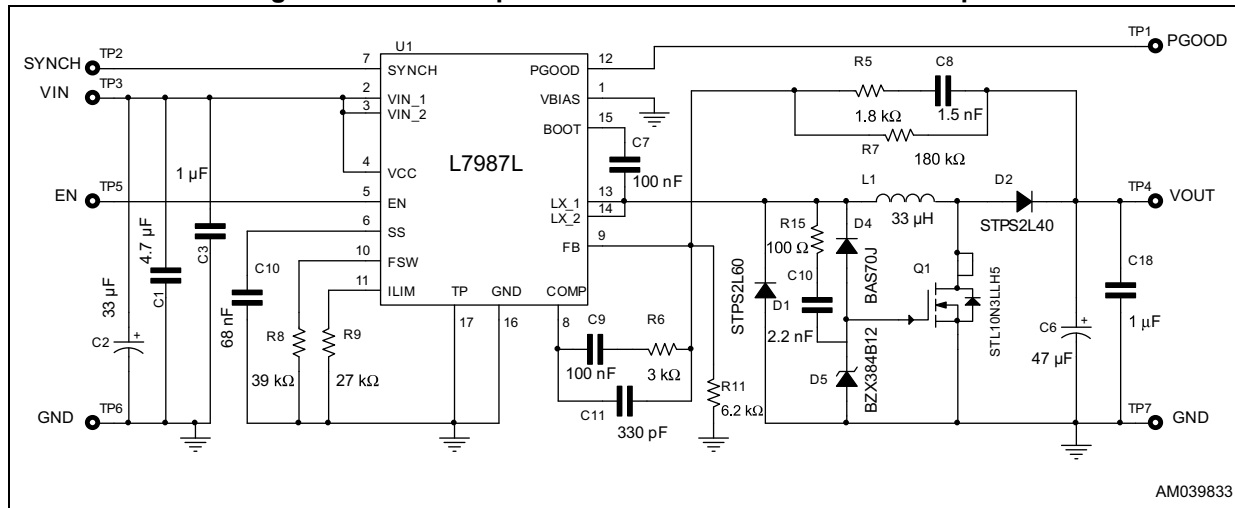 U1
L7987L
SYNCH TP2
VIN TP3
EN TP5
GND TP6
7 SYNCH
2 VIN_1
3 VIN_2
4 VCC
5 EN
6 SS
10 FSW
11 ILIM
TP 17
GND 16
COMP 8
PGOOD 12
VBIAS 1
BOOT 15
LX_1 13
LX_2 14
FB 9
33 µF
C2
+
4.7 µF
C1
1 µF
C3
C10
68 nF
R8
39 kΩ
R9
27 kΩ
C9
100 nF
R6
3 kΩ
C11
330 pF
R11
6.2 kΩ
C7
100 nF
R5
1.8 kΩ
C8
1.5 nF
R7
180 kΩ
STPS2L60
D1
R15
100 Ω
C10
2.2 nF
D4
BAS70J
D5
BZX384B12
L1
33 µH
Q1
STL10N3LLH5
D2
STPS2L40
C6
+
47 µF
C18
1 µF
TP1 PGOOD
TP4 VOUT
TP7 GND
AM039833